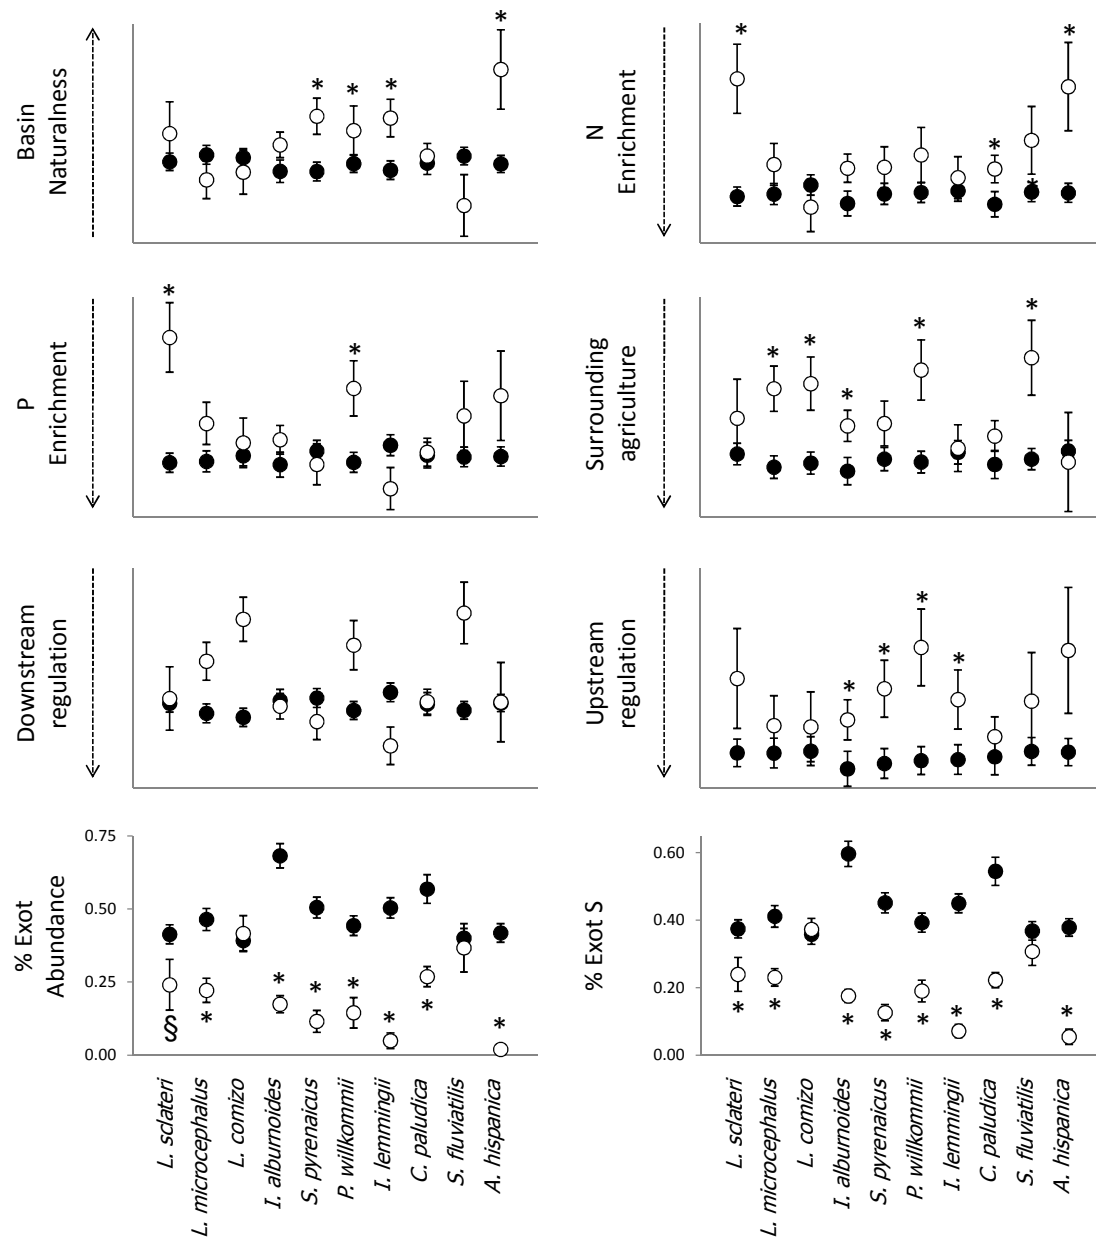 Basin
Naturalness
* * * *
N
Enrichment
* * * *
P
Enrichment
* *
Surrounding
agriculture
* * * * *
Downstream
regulation
Upstream
regulation
* * * *
% Exot
Abundance
0.75
0.50
0.25
0.00
§ * * * * * * *
% Exot S
0.60
0.40
0.20
0.00
* * * * * * * *
L. sclateri
L. microcephalus
L. comizo
I. alburnoides
S. pyrenaicus
P. willkommii
I. lemmingii
C. paludica
S. fluviatilis
A. hispanica
L. sclateri
L. microcephalus
L. comizo
I. alburnoides
S. pyrenaicus
P. willkommii
I. lemmingii
C. paludica
S. fluviatilis
A. hispanica